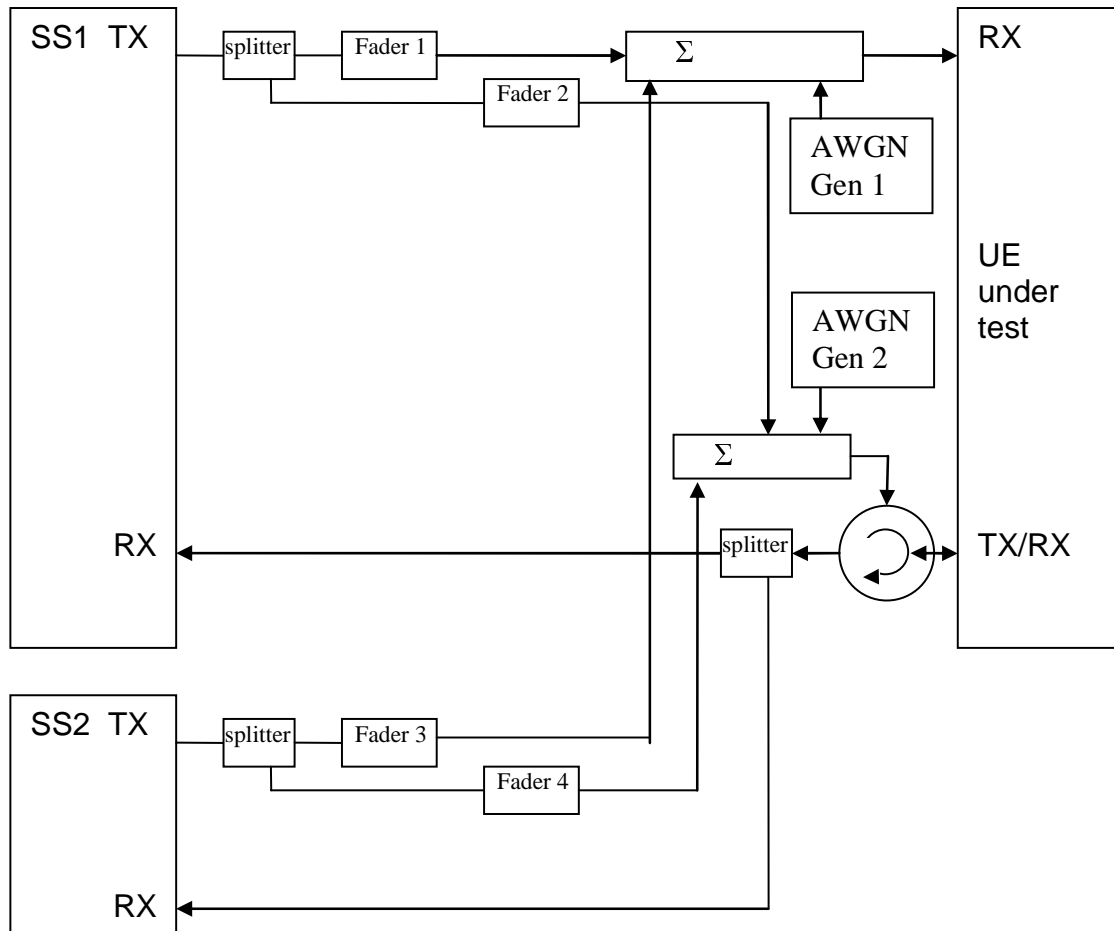 SS1 TX
splitter
Fader 1
Σ
RX
Fader 2
AWGN
Gen 1
UE
under
test
AWGN
Gen 2
Σ
RX
splitter
TX/RX
SS2 TX
splitter
Fader 3
Fader 4
RX